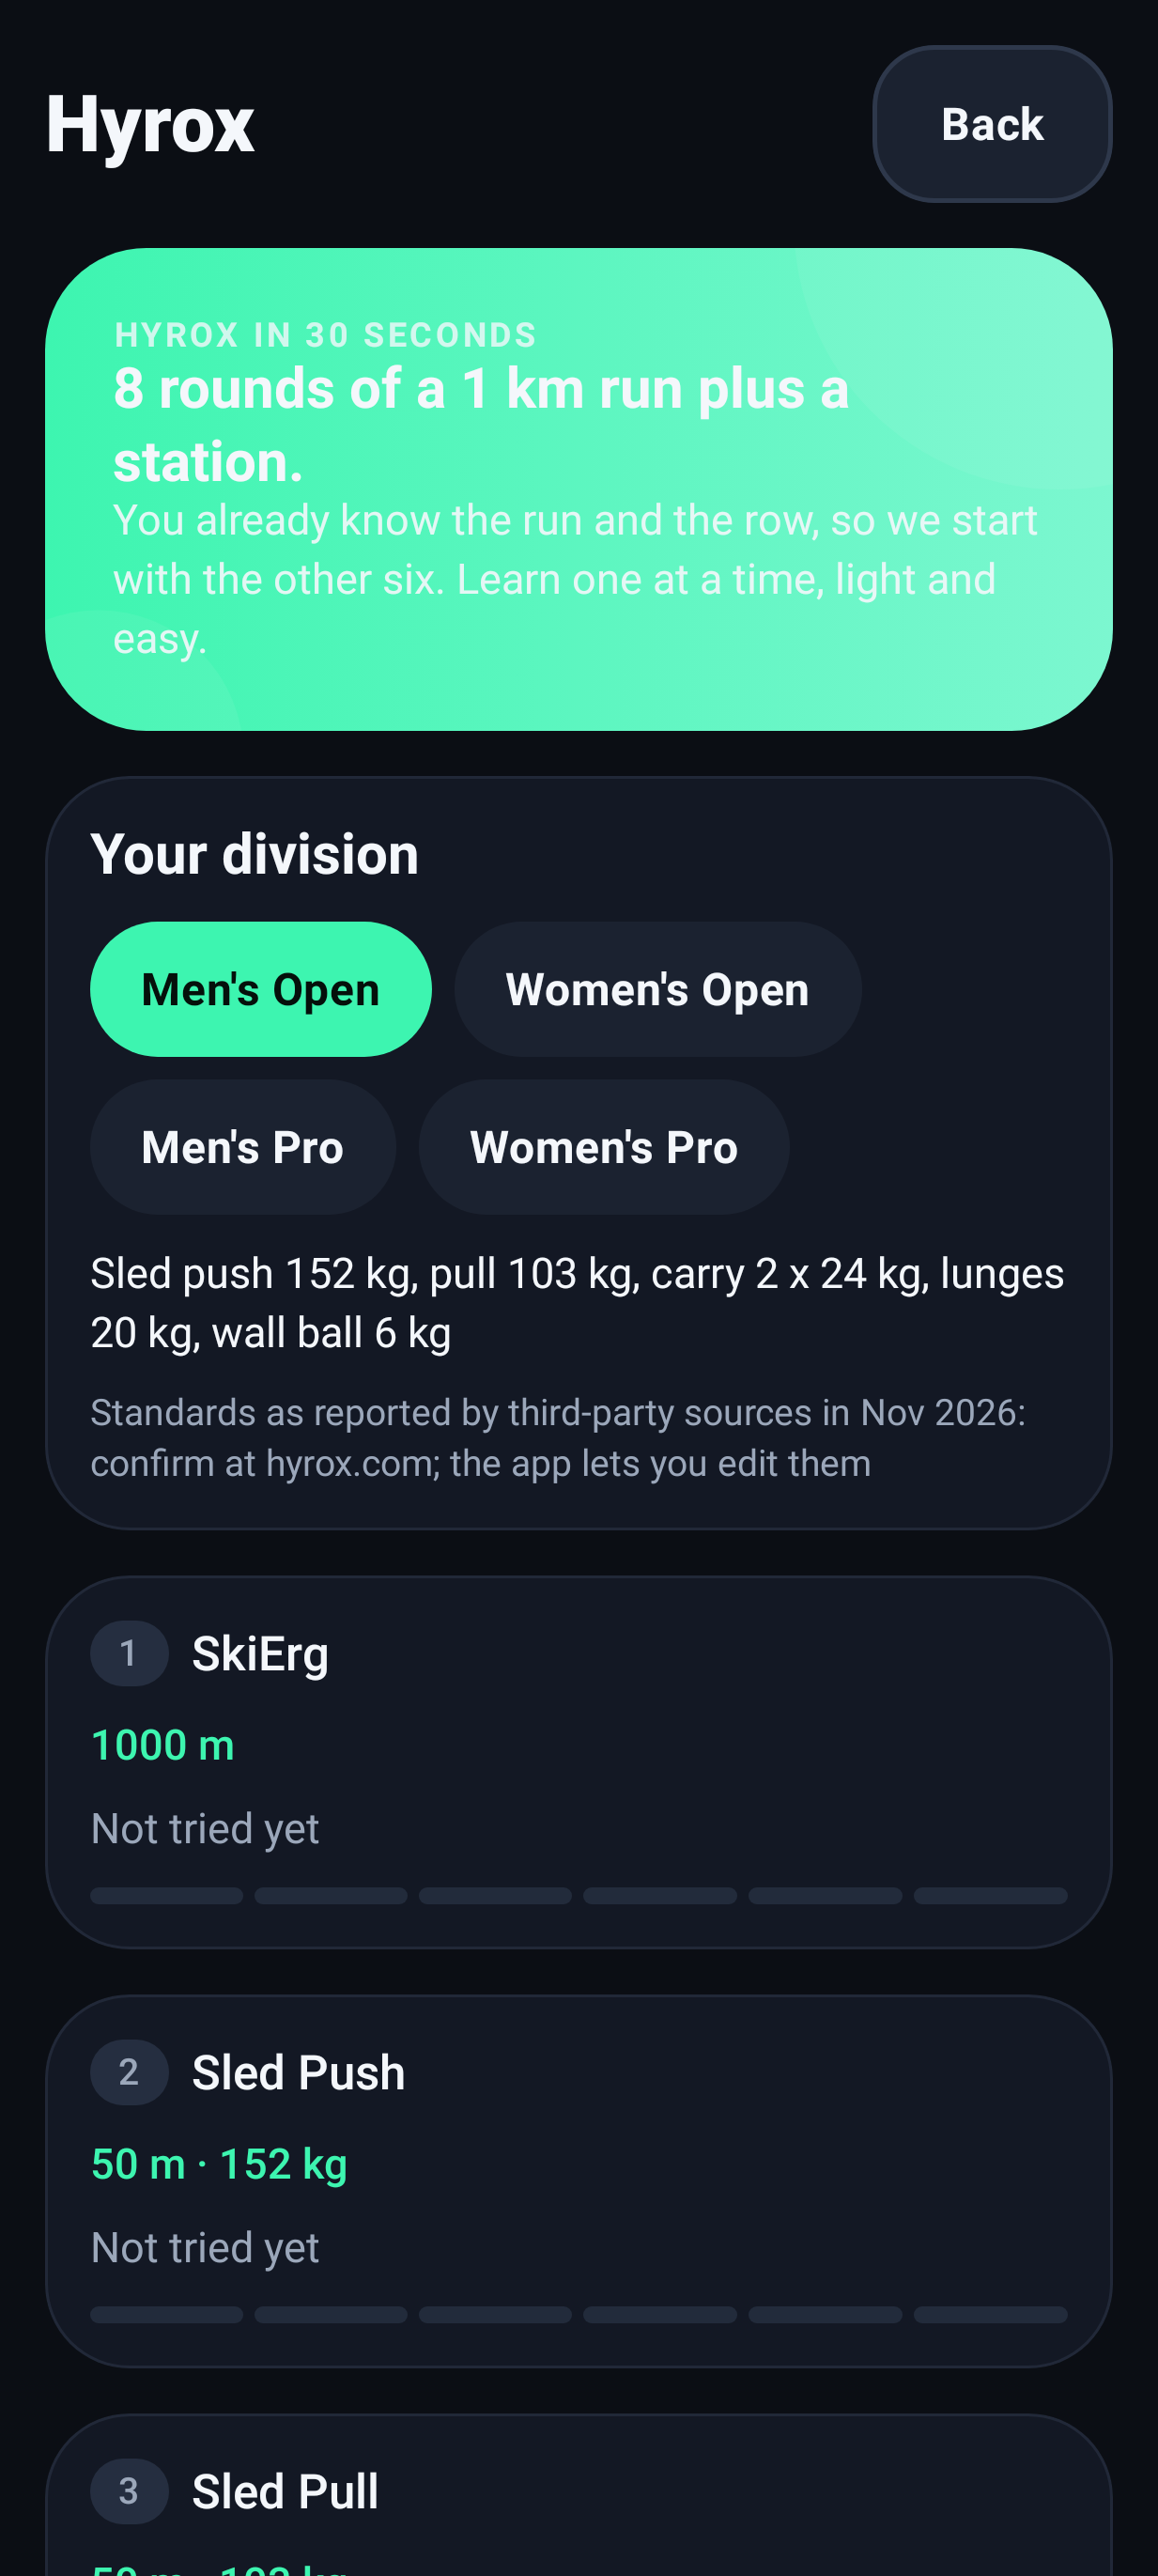 Hyrox
Back
HYROX IN 30 SECONDS
8 rounds of a 1 km run plus a
station.
You already know the run and the row, so we start
with the other six. Learn one at a time, light and
easy.
Your division
Men's Open
Women's Open
Men's Pro
Women's Pro
Sled push 152 kg, pull 103 kg, carry 2 x 24 kg, lunges
20 kg, wall ball 6 kg
Standards as reported by third-party sources in Nov 2026:
confirm at hyrox.com; the app lets you edit them
1 SkiErg
1000 m
Not tried yet
2 Sled Push
50 m · 152 kg
Not tried yet
3 Sled Pull
50 m · 103 kg